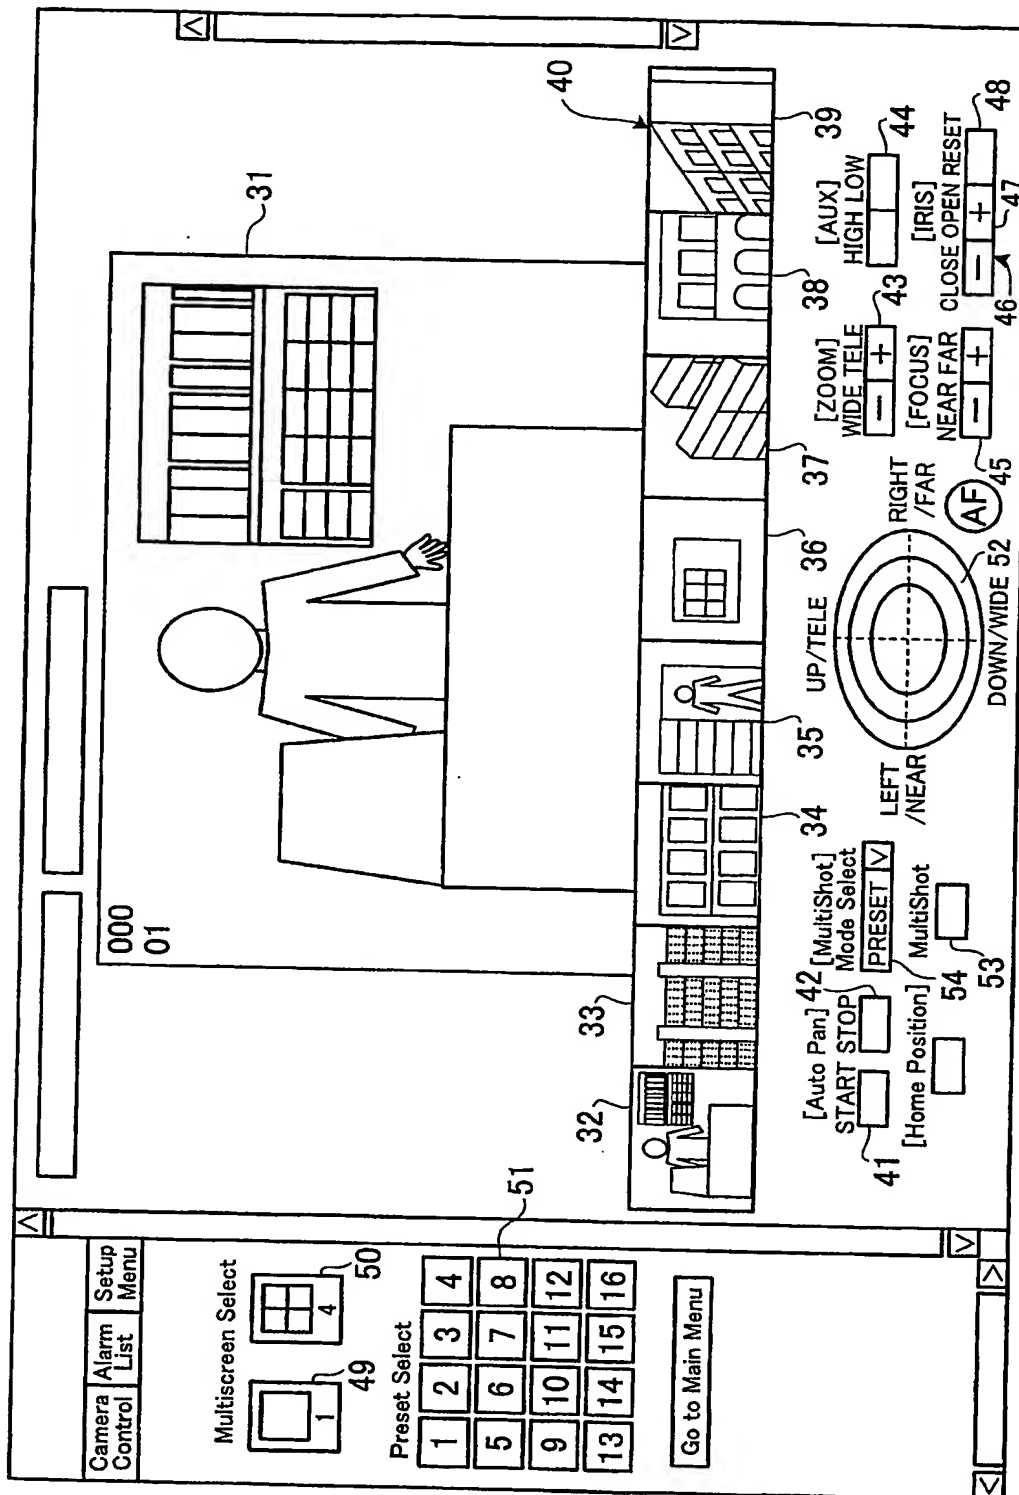 Camera Control
Alarm List
Setup Menu
Multiscreen Select
1
49
4
50
Preset Select
1 2 3 4
5 6 7 8
51
9 10 11 12
13 14 15 16
Go to Main Menu
000
01
31
40
32
33
34
35
36
37
38
39
[Auto Pan]
START STOP
41
42
[Home Position]
[MultiShot]
Mode Select
PRESET V
54
MultiShot
53
UP/TELE
LEFT
/NEAR
RIGHT
/FAR
DOWN/WIDE 52
AF
[ZOOM]
WIDE TELE
− +
43
[AUX]
HIGH LOW
44
[FOCUS]
NEAR FAR
− +
45
[IRIS]
CLOSE OPEN RESET
− +
46
47
48